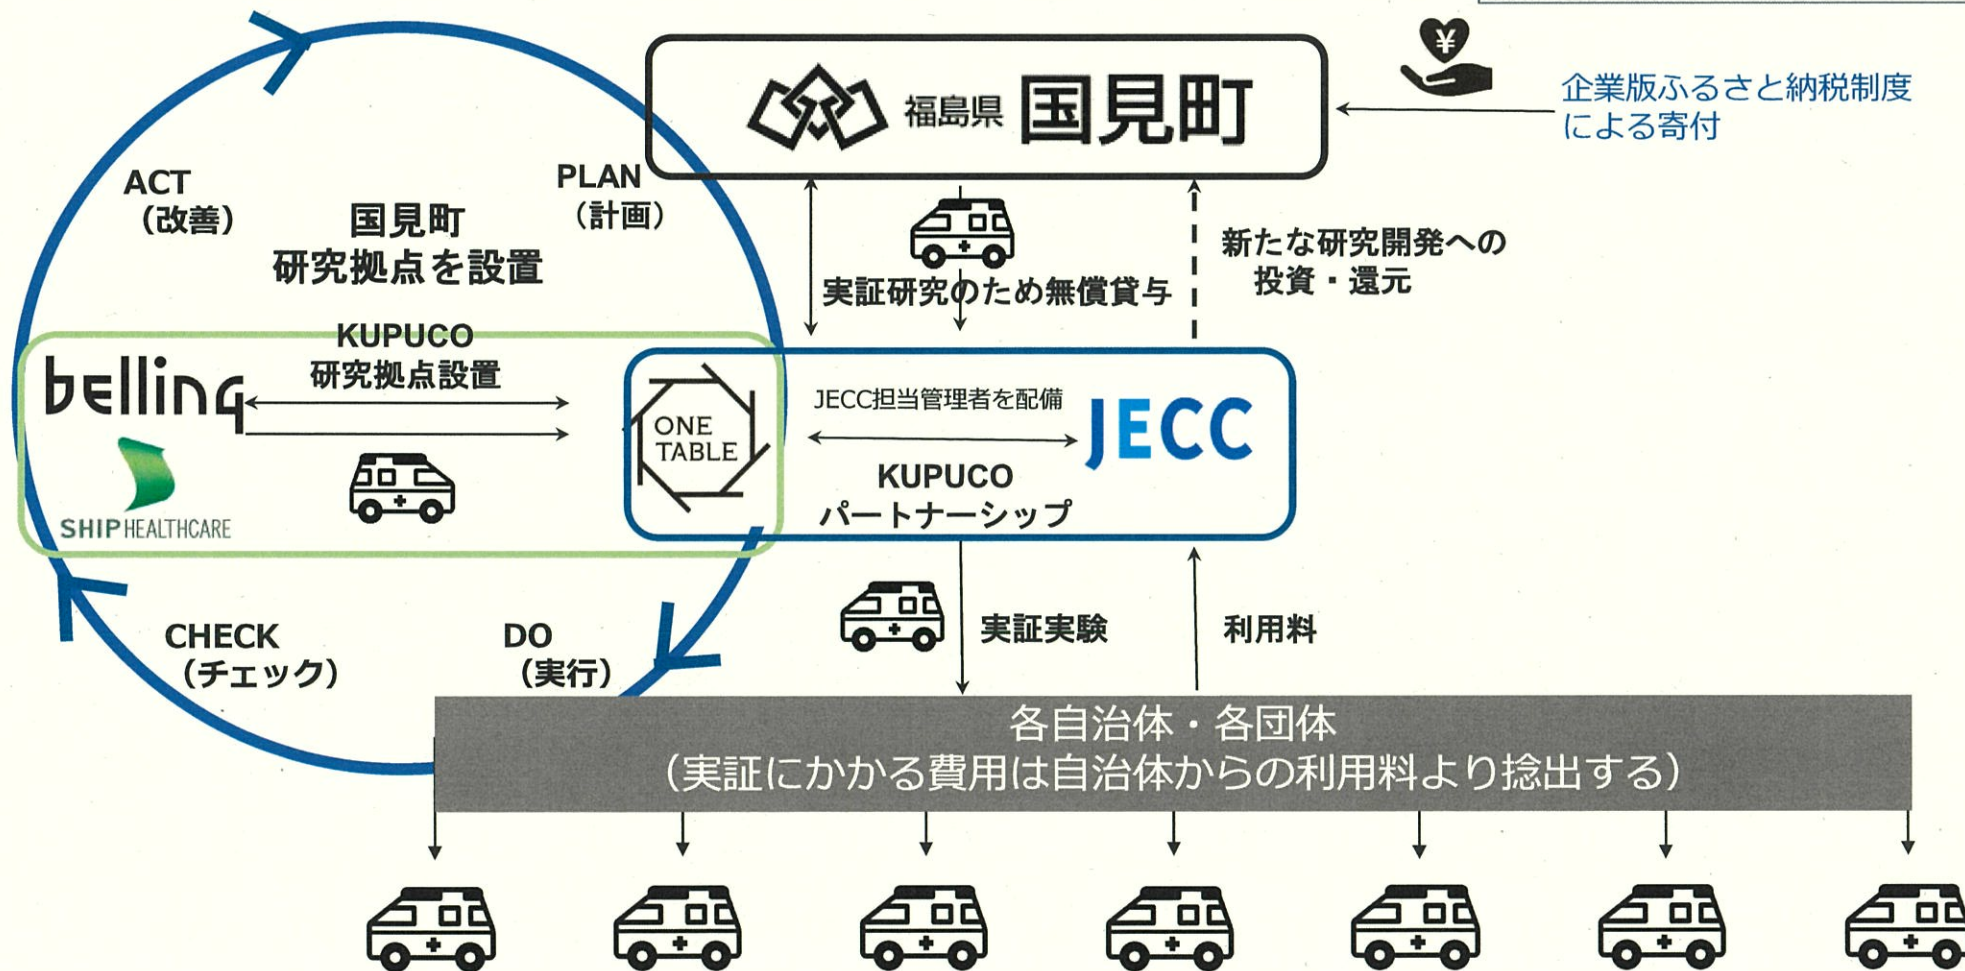 福島県 国見町
¥
企業版ふるさと納税制度
による寄付
ACT
（改善）
PLAN
（計画）
国見町
研究拠点を設置
実証研究のため無償貸与
新たな研究開発への
投資・還元
KUPUCO
研究拠点設置
belling
SHIP HEALTHCARE
ONE
TABLE
JECC担当管理者を配備
JECC
KUPUCO
パートナーシップ
CHECK
（チェック）
DO
（実行）
実証実験
利用料
各自治体・各団体
（実証にかかる費用は自治体からの利用料より捻出する）